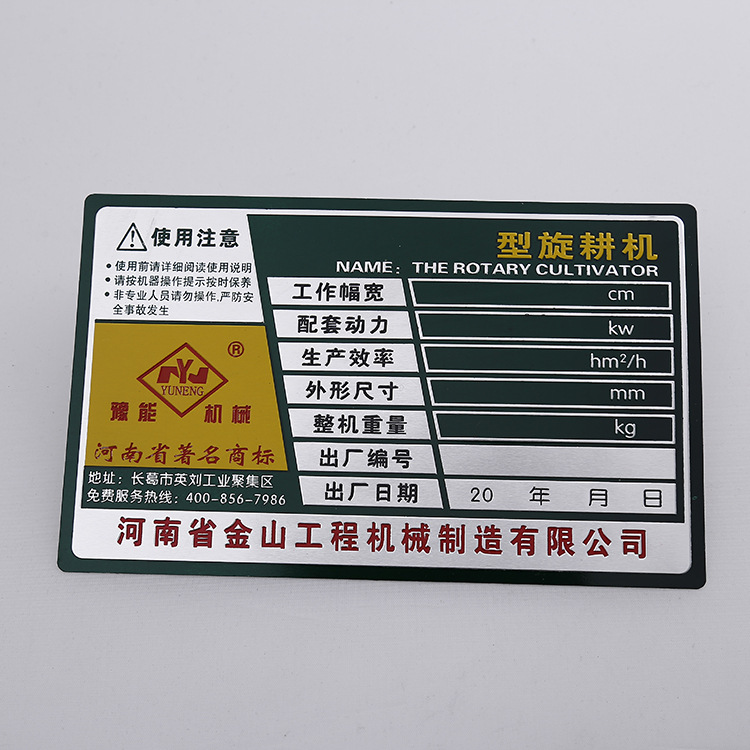 使用注意
• 使用前请详细阅读使用说明
• 请按机器操作提示按时保养
• 非专业人员请勿操作,严防安
全事故发生
YUNENG
®
豫能 机械
河南省著名商标
地址：长葛市英刘工业聚集区
免费服务热线：400-856-7986
型旋耕机
NAME: THE ROTARY CULTIVATOR
工作幅宽 cm
配套动力 kw
生产效率 hm²/h
外形尺寸 mm
整机重量 kg
出厂编号
出厂日期 20 年 月 日
河南省金山工程机械制造有限公司